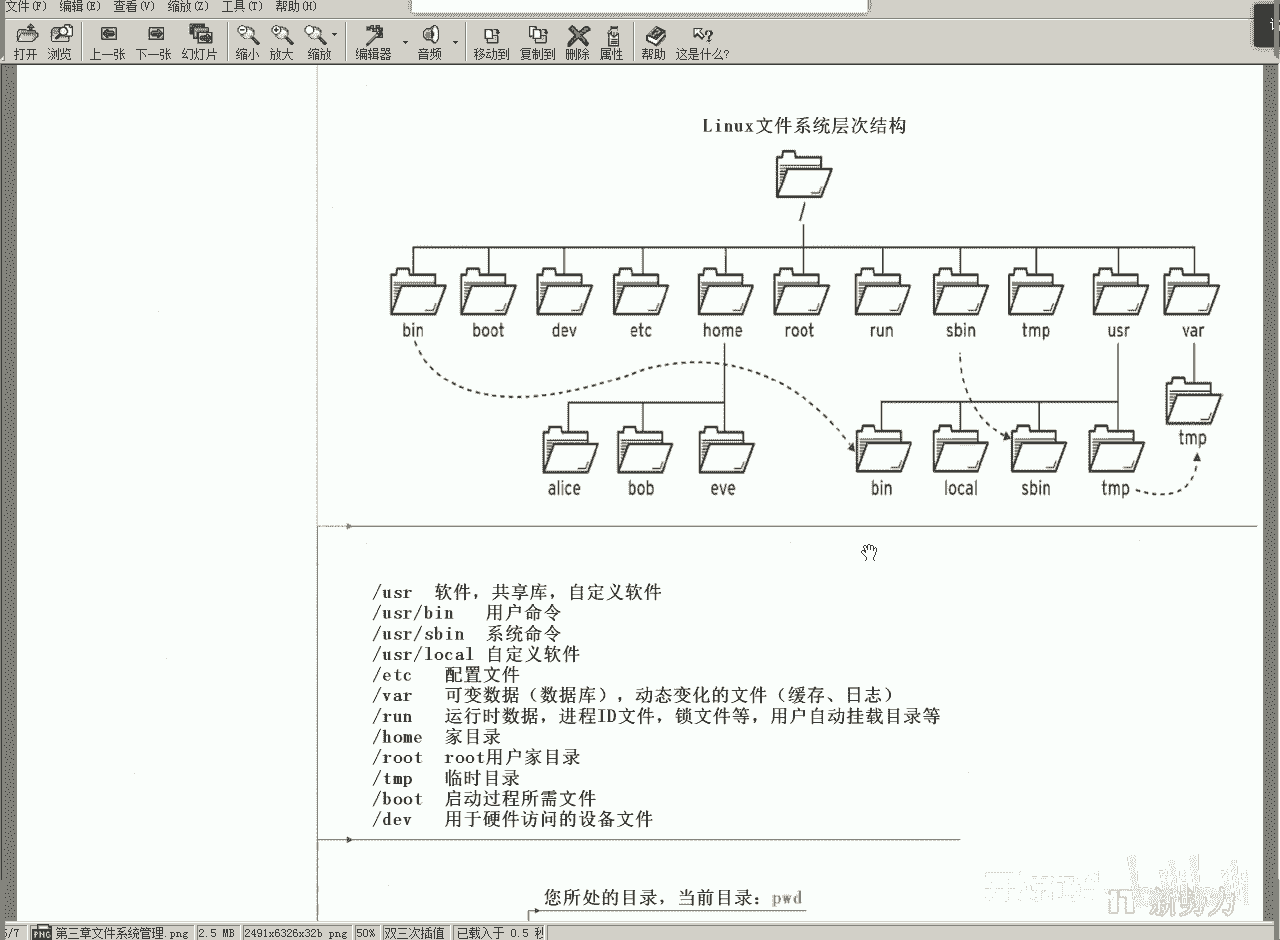 文件(F) 编辑(E) 查看(V) 缩放(Z) 工具(T) 帮助(H)
打开 浏览 上一张 下一张 幻灯片 缩小 放大 缩放 编辑器 音频 移动到 复制到 删除 属性 帮助 这是什么?
Linux文件系统层次结构
/
bin boot dev etc home root run sbin tmp usr var
tmp
alice bob eve bin local sbin tmp
/usr 软件，共享库，自定义软件
/usr/bin 用户命令
/usr/sbin 系统命令
/usr/local 自定义软件
/etc 配置文件
/var 可变数据（数据库），动态变化的文件（缓存、日志）
/run 运行时数据，进程ID文件，锁文件等，用户自动挂载目录等
/home 家目录
/root root用户家目录
/tmp 临时目录
/boot 启动过程所需文件
/dev 用于硬件访问的设备文件
您所处的目录，当前目录：pwd
IT 新势力
5/7 PNG 第三章文件系统管理.png 2.5 MB 2491x6326x32b png 50% 双三次插值 已载入于 0.5 秒